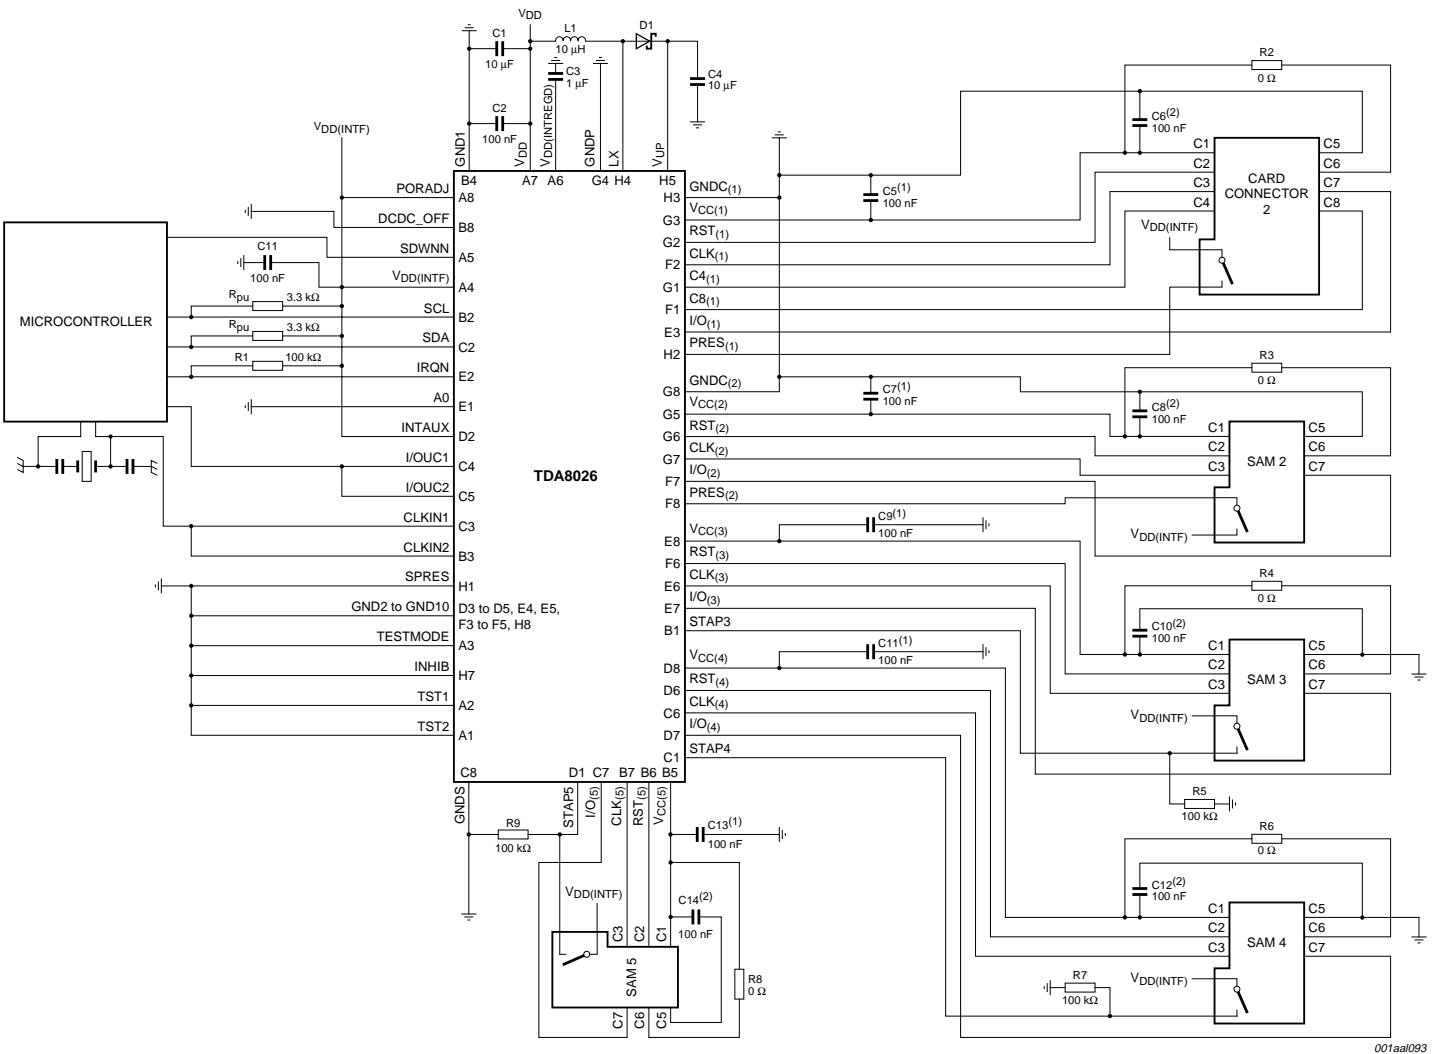 VDD
C1
10 µF
L1
10 µH
D1
C3
1 µF
C4
10 µF
C2
100 nF
GND1
VDD
VDD(INTREGD)
GNDP
LX
VUP
B4
A7
A6
G4
H4
H5
VDD(INTF)
PORADJ
A8
DCDC_OFF
B8
SDWNN
A5
C11
100 nF
VDD(INTF)
A4
Rpu
3.3 kΩ
SCL
B2
Rpu
3.3 kΩ
SDA
C2
R1
100 kΩ
IRQN
E2
A0
E1
INTAUX
D2
I/OUC1
C4
I/OUC2
C5
CLKIN1
C3
CLKIN2
B3
SPRES
H1
GND2 to GND10
D3 to D5, E4, E5,
F3 to F5, H8
TESTMODE
A3
INHIB
H7
TST1
A2
TST2
A1
MICROCONTROLLER
TDA8026
H3
GNDC(1)
G3
VCC(1)
G2
RST(1)
F2
CLK(1)
G1
C4(1)
F1
C8(1)
E3
I/O(1)
H2
PRES(1)
G8
GNDC(2)
G5
VCC(2)
G6
RST(2)
G7
CLK(2)
F7
I/O(2)
F8
PRES(2)
E8
VCC(3)
F6
RST(3)
E6
CLK(3)
E7
I/O(3)
B1
STAP3
D8
VCC(4)
D6
RST(4)
C6
CLK(4)
D7
I/O(4)
C1
STAP4
C5(1)
100 nF
C7(1)
100 nF
C9(1)
100 nF
C11(1)
100 nF
R2
0 Ω
C6(2)
100 nF
C1
C2
C3
C4
C5
C6
C7
C8
CARD
CONNECTOR
2
VDD(INTF)
R3
0 Ω
C8(2)
100 nF
C1
C2
C3
C5
C6
C7
SAM 2
VDD(INTF)
R4
0 Ω
C10(2)
100 nF
C1
C2
C3
C5
C6
C7
SAM 3
VDD(INTF)
R5
100 kΩ
R6
0 Ω
C12(2)
100 nF
C1
C2
C3
C5
C6
C7
SAM 4
VDD(INTF)
R7
100 kΩ
C8
D1
C7
B7
B6
B5
GNDS
STAP5
I/O(5)
CLK(5)
RST(5)
VCC(5)
R9
100 kΩ
C13(1)
100 nF
VDD(INTF)
C14(2)
100 nF
C3
C2
C1
SAM 5
C7
C6
C5
R8
0 Ω
001aal093